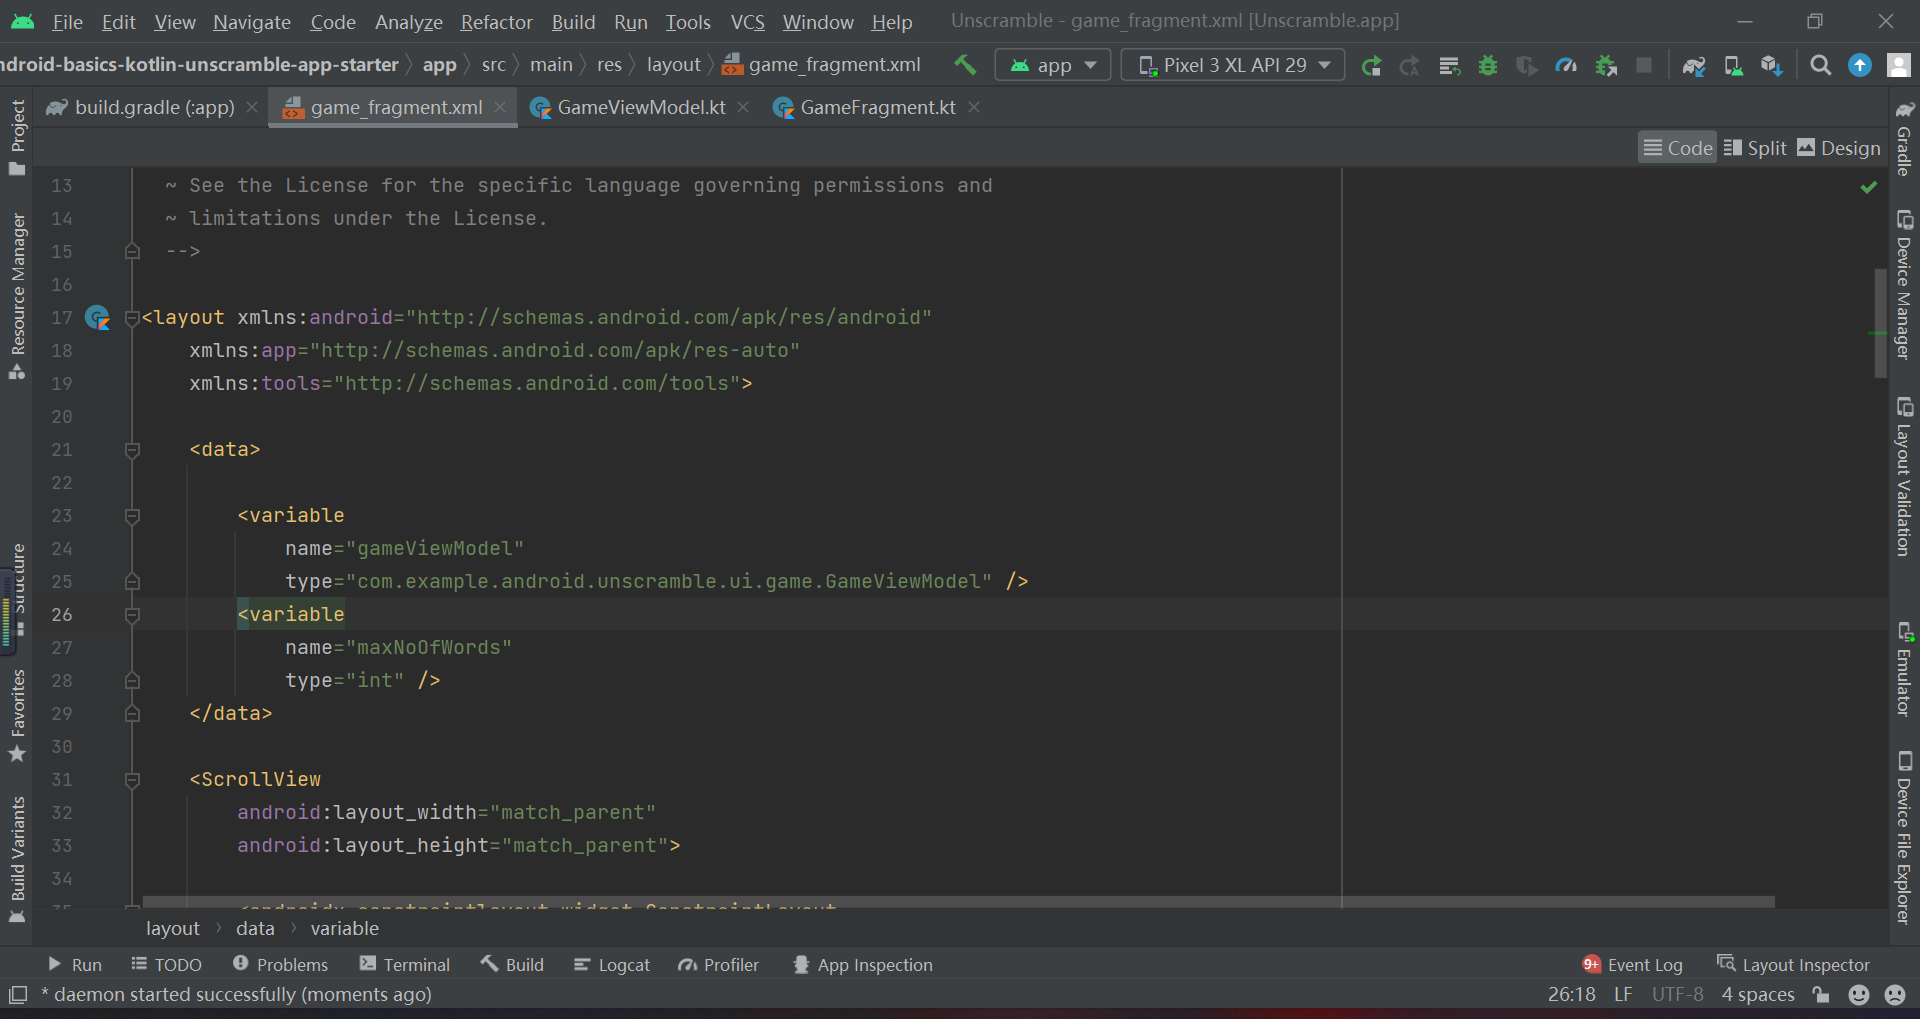 File Edit View Navigate Code Analyze Refactor Build Run Tools VCS Window Help Unscramble - game_fragment.xml [Unscramble.app]
ndroid-basics-kotlin-unscramble-app-starter app src main res layout game_fragment.xml app Pixel 3 XL API 29
build.gradle (:app) game_fragment.xml GameViewModel.kt GameFragment.kt
Code Split Design
Project
Resource Manager
Structure
Favorites
Build Variants
13 ~ See the License for the specific language governing permissions and
14 ~ limitations under the License.
15 -->
16
17 <layout xmlns:android="http://schemas.android.com/apk/res/android"
18 xmlns:app="http://schemas.android.com/apk/res-auto"
19 xmlns:tools="http://schemas.android.com/tools">
20
21 <data>
22
23 <variable
24 name="gameViewModel"
25 type="com.example.android.unscramble.ui.game.GameViewModel" />
26 <variable
27 name="maxNoOfWords"
28 type="int" />
29 </data>
30
31 <ScrollView
32 android:layout_width="match_parent"
33 android:layout_height="match_parent">
34
35 <androidx.constraintlayout.widget.ConstraintLayout
Gradle
Device Manager
Layout Validation
Emulator
Device File Explorer
layout data variable
Run TODO Problems Terminal Build Logcat Profiler App Inspection 9+ Event Log Layout Inspector
* daemon started successfully (moments ago) 26:18 LF UTF-8 4 spaces